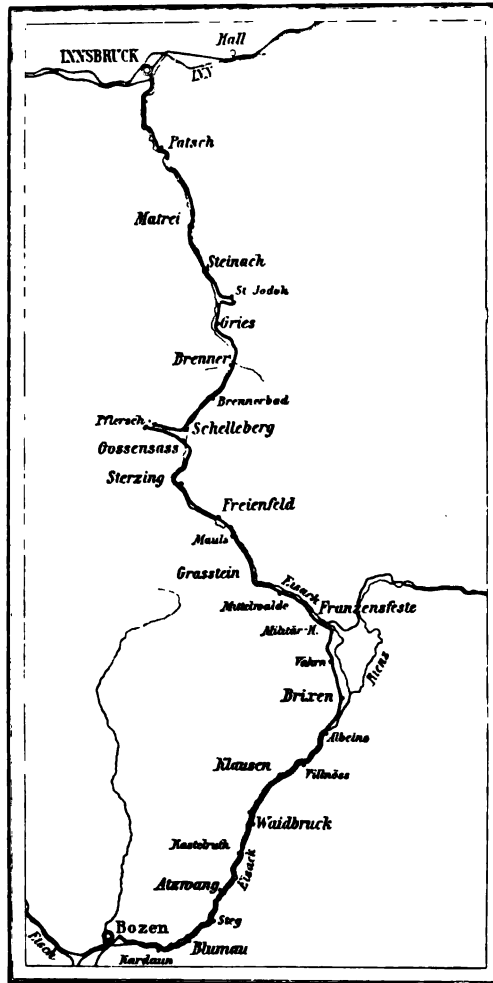 Hall
INNSBRUCK
INN
Patsch
Matrei
Steinach
St Jodok
Gries
Brenner
Brennerbad
Pflersch
Schelleberg
Gossensass
Sterzing
Freienfeld
Mauls
Grasstein
Eisack
Mittelwalde
Franzensfeste
Militär-H.
Vahrn
Riens
Brixen
Albeins
Klausen
Villnöss
Waidbruck
Kastelruth
Eisack
Atzwang
Steg
Bozen
Etsch
Blumau
Kardaun